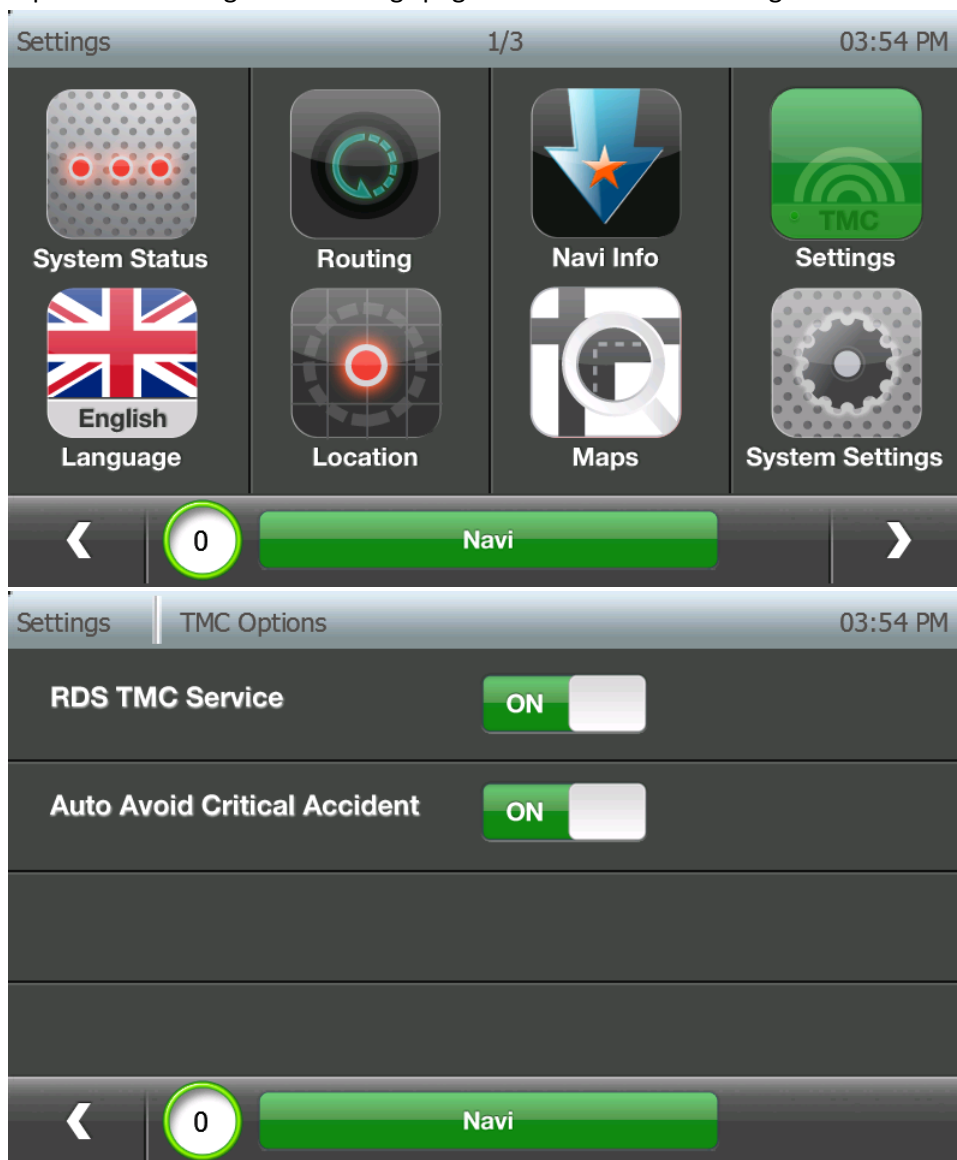 Settings 1/3 03:54 PM
TMC
System Status Routing Navi Info Settings
English
Language Location Maps System Settings
0 Navi
Settings TMC Options 03:54 PM
RDS TMC Service ON
Auto Avoid Critical Accident ON
0 Navi